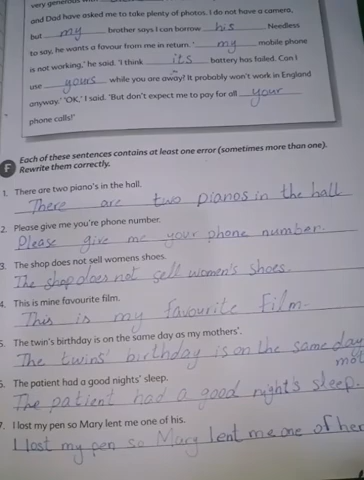 very generous
and Dad have asked me to take plenty of photos. I do not have a camera,
but my brother says I can borrow his Needless
to say, he wants a favour from me in return. ' my mobile phone
is not working,' he said. 'I think its battery has failed. Can I
use yours while you are away? It probably won't work in England
anyway.' 'OK,' I said. 'But don't expect me to pay for all your
phone calls!'
F Each of these sentences contains at least one error (sometimes more than one).
Rewrite them correctly.
1. There are two piano's in the hall.
There are two pianos in the hall
2. Please give me you're phone number.
Please give me your phone number.
3. The shop does not sell womens shoes.
The shop does not sell women's shoes.
4. This is mine favourite film.
This is my favourite Film.
5. The twin's birthday is on the same day as my mothers'.
The twins' birthday is on the same day
6. The patient had a good nights' sleep.
The patient had a good night's sleep.
7. I lost my pen so Mary lent me one of his.
I lost my pen so Mary lent me one of her